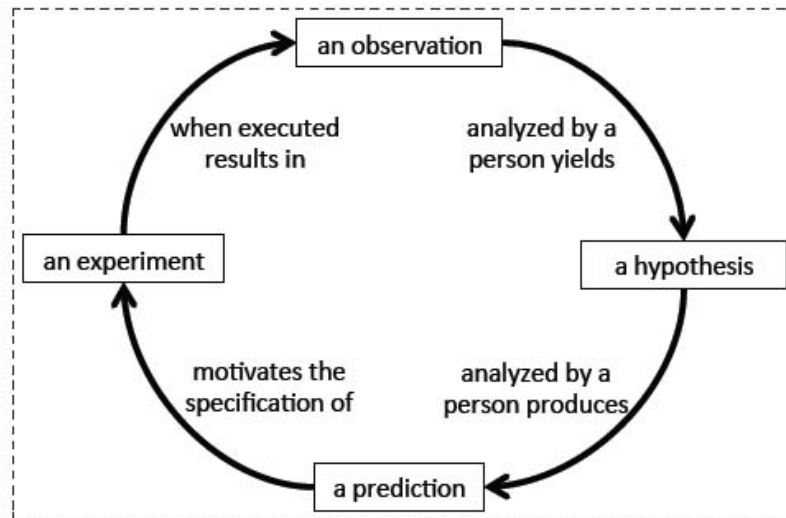 an observation
analyzed by a
person yields
a hypothesis
analyzed by a
person produces
a prediction
motivates the
specification of
an experiment
when executed
results in